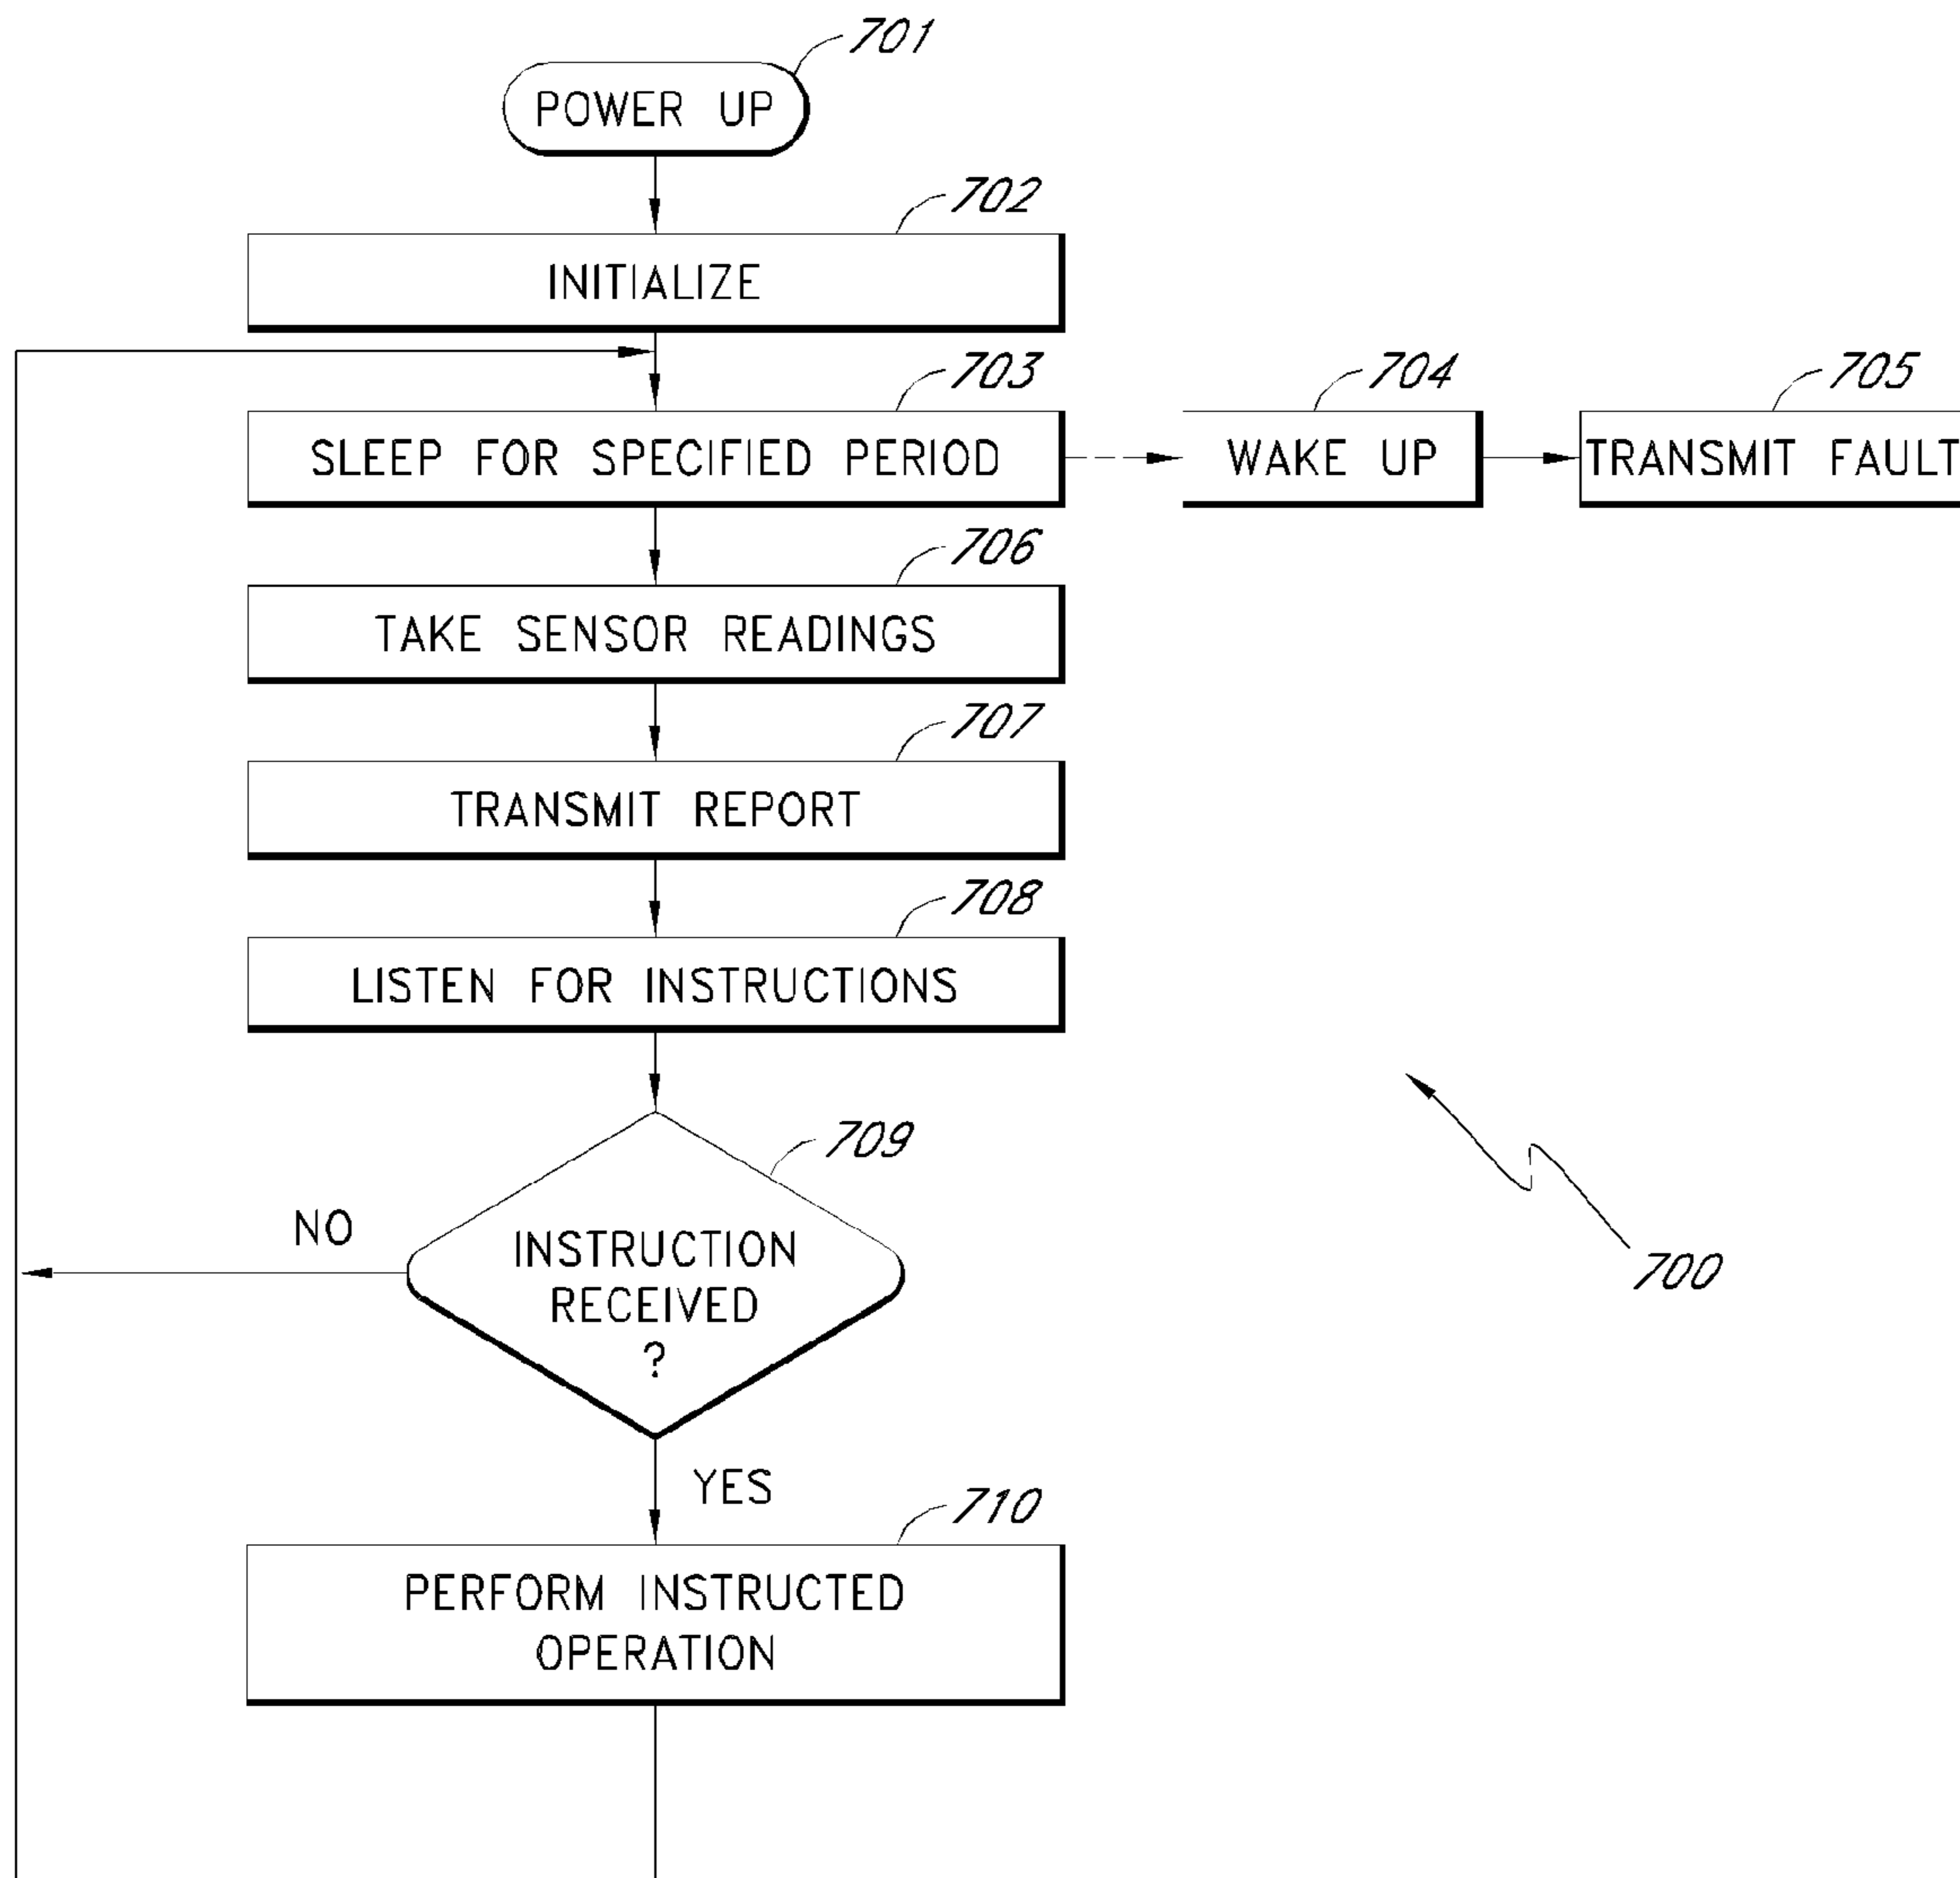 701
POWER UP
702
INITIALIZE
703
SLEEP FOR SPECIFIED PERIOD
704
WAKE UP
705
TRANSMIT FAULT
706
TAKE SENSOR READINGS
707
TRANSMIT REPORT
708
LISTEN FOR INSTRUCTIONS
709
INSTRUCTION
RECEIVED
?
NO
700
YES
710
PERFORM INSTRUCTED
OPERATION